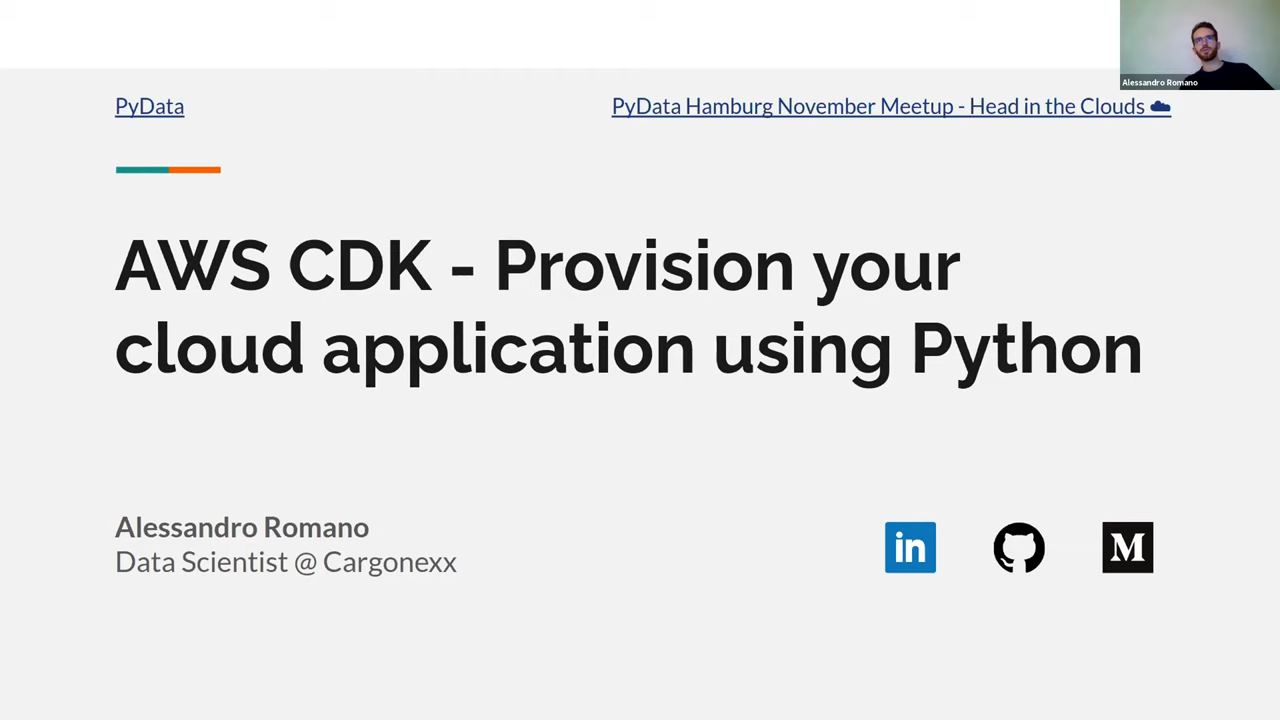 Alessandro Romano
PyData
PyData Hamburg November Meetup - Head in the Clouds ☁
AWS CDK - Provision your
cloud application using Python
Alessandro Romano
Data Scientist @ Cargonexx
in
M